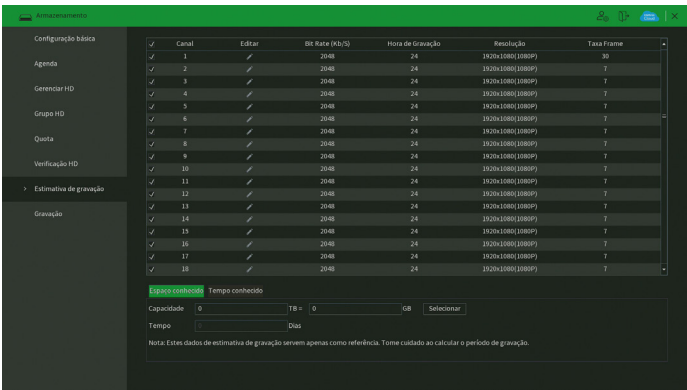 Armazenamento
Configuração básica
Agenda
Gerenciar HD
Grupo HD
Quota
Verificação HD
> Estimativa de gravação
Gravação
Canal Editar Bit Rate (Kb/S) Hora de Gravação Resolução Taxa Frame
1 2048 24 1920x1080(1080P) 30
2 2048 24 1920x1080(1080P) 7
3 2048 24 1920x1080(1080P) 7
4 2048 24 1920x1080(1080P) 7
5 2048 24 1920x1080(1080P) 7
6 2048 24 1920x1080(1080P) 7
7 2048 24 1920x1080(1080P) 7
8 2048 24 1920x1080(1080P) 7
9 2048 24 1920x1080(1080P) 7
10 2048 24 1920x1080(1080P) 7
11 2048 24 1920x1080(1080P) 7
12 2048 24 1920x1080(1080P) 7
13 2048 24 1920x1080(1080P) 7
14 2048 24 1920x1080(1080P) 7
15 2048 24 1920x1080(1080P) 7
16 2048 24 1920x1080(1080P) 7
17 2048 24 1920x1080(1080P) 7
18 2048 24 1920x1080(1080P) 7
Espaço conhecido Tempo conhecido
Capacidade 0 TB = 0 GB Selecionar
Tempo 0 Dias
Nota: Estes dados de estimativa de gravação servem apenas como referência. Tome cuidado ao calcular o período de gravação.